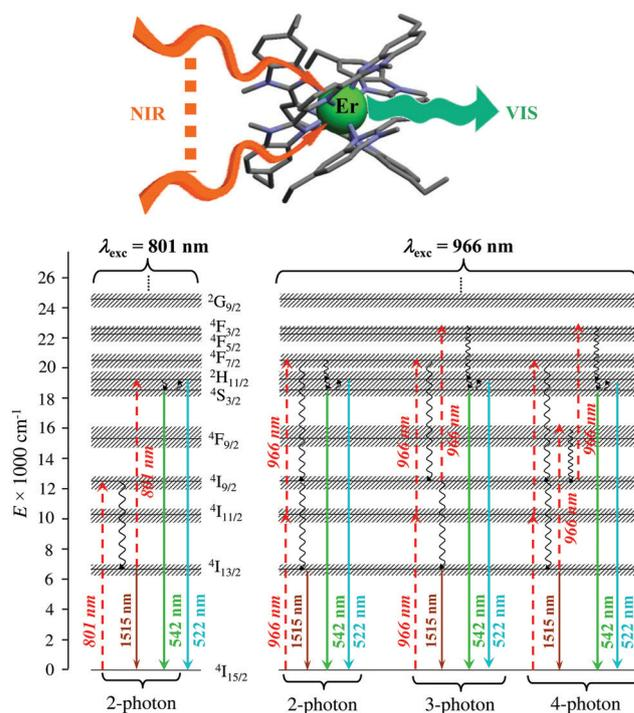 NIR
Er
VIS
λexc = 801 nm
λexc = 966 nm
E × 1000 cm⁻¹
26
24
22
20
18
16
14
12
10
8
6
4
2
0
²G₉/₂
⁴F₃/₂
⁴F₅/₂
⁴F₇/₂
²H₁₁/₂
⁴S₃/₂
⁴F₉/₂
⁴I₉/₂
⁴I₁₁/₂
⁴I₁₃/₂
⁴I₁₅/₂
801 nm
1515 nm
801 nm
542 nm
522 nm
966 nm
966 nm
1515 nm
542 nm
522 nm
966 nm
966 nm
966 nm
1515 nm
542 nm
522 nm
966 nm
966 nm
1515 nm
542 nm
522 nm
2-photon
2-photon
3-photon
4-photon